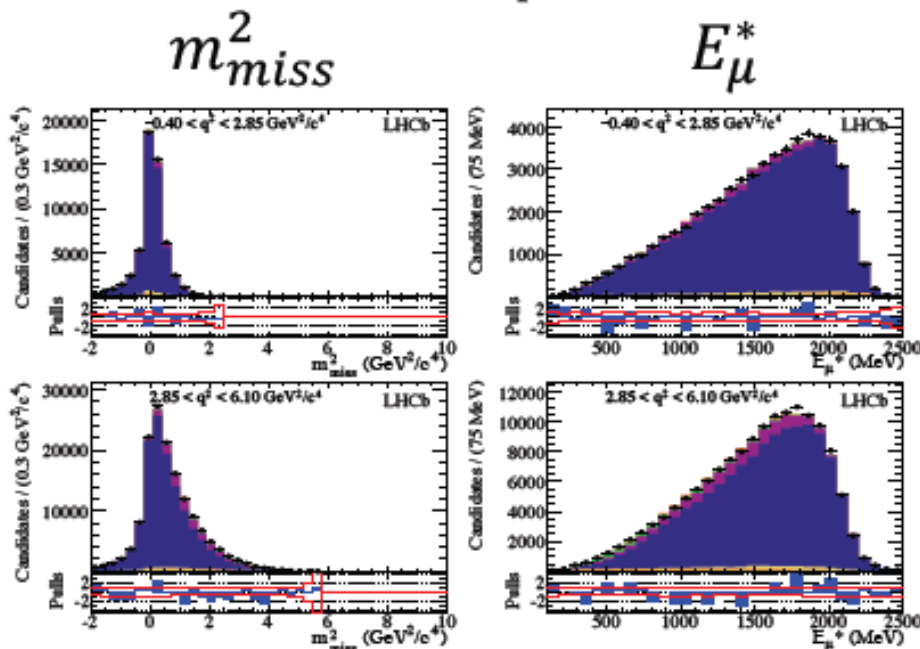 m²miss E*μ
−0.40 < q² < 2.85 GeV²/c⁴ LHCb
Candidates / (0.3 GeV²/c⁴)
20000
15000
10000
5000
Pulls
2
-2
-2 0 2 4 6 8 10
m²miss (GeV²/c⁴)
−0.40 < q² < 2.85 GeV²/c⁴ LHCb
Candidates / (75 MeV)
4000
3000
2000
1000
Pulls
2
-2
500 1000 1500 2000 2500
Eμ* (MeV)
2.85 < q² < 6.10 GeV²/c⁴ LHCb
Candidates / (0.3 GeV²/c⁴)
30000
20000
10000
0
Pulls
2
-2
-2 0 2 4 6 8 10
m²miss (GeV²/c⁴)
2.85 < q² < 6.10 GeV²/c⁴ LHCb
Candidates / (75 MeV)
12000
10000
8000
6000
4000
2000
0
Pulls
2
-2
500 1000 1500 2000 2500
Eμ* (MeV)